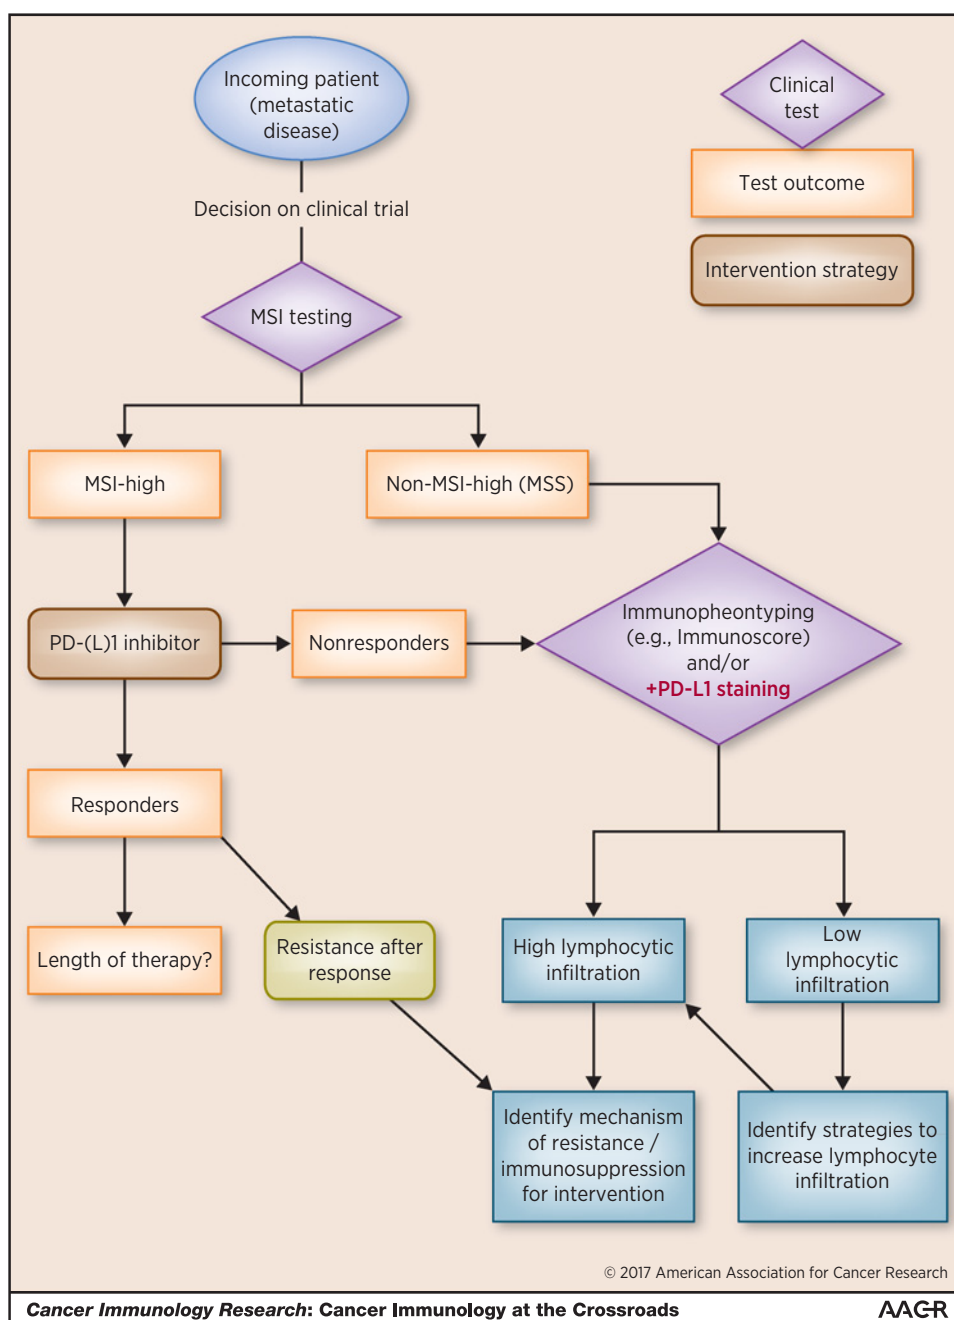 Incoming patient
(metastatic
disease)
Clinical
test
Test outcome
Intervention strategy
Decision on clinical trial
MSI testing
MSI-high
Non-MSI-high (MSS)
PD-(L)1 inhibitor
Nonresponders
Immunopheontyping
(e.g., Immunoscore)
and/or
+PD-L1 staining
Responders
Length of therapy?
Resistance after
response
High lymphocytic
infiltration
Low
lymphocytic
infiltration
Identify mechanism
of resistance /
immunosuppression
for intervention
Identify strategies to
increase lymphocyte
infiltration
© 2017 American Association for Cancer Research
Cancer Immunology Research: Cancer Immunology at the Crossroads
AACR